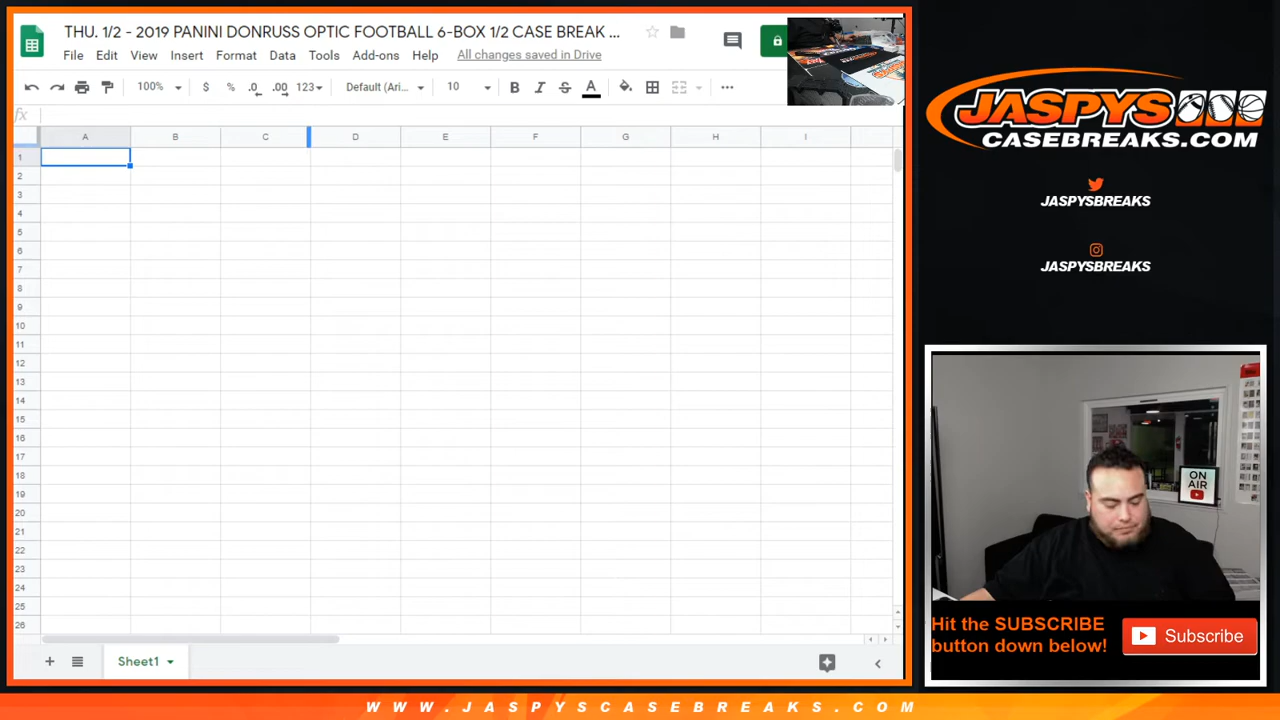 THU. 1/2 - 2019 PANINI DONRUSS OPTIC FOOTBALL 6-BOX 1/2 CASE BREAK ...
File Edit View Insert Format Data Tools Add-ons Help All changes saved in Drive
100% $ % .0 .00 123 Default (Ari... 10 B I S A ...
fx
A B C D E F G H I
1
2
3
4
5
6
7
8
9
10
11
12
13
14
15
16
17
18
19
20
21
22
23
24
25
26
+ Sheet1
JASPYS
CASEBREAKS.COM
JASPYSBREAKS
JASPYSBREAKS
ON
AIR
Hit the SUBSCRIBE
button down below!
Subscribe
WWW.JASPYSCASEBREAKS.COM